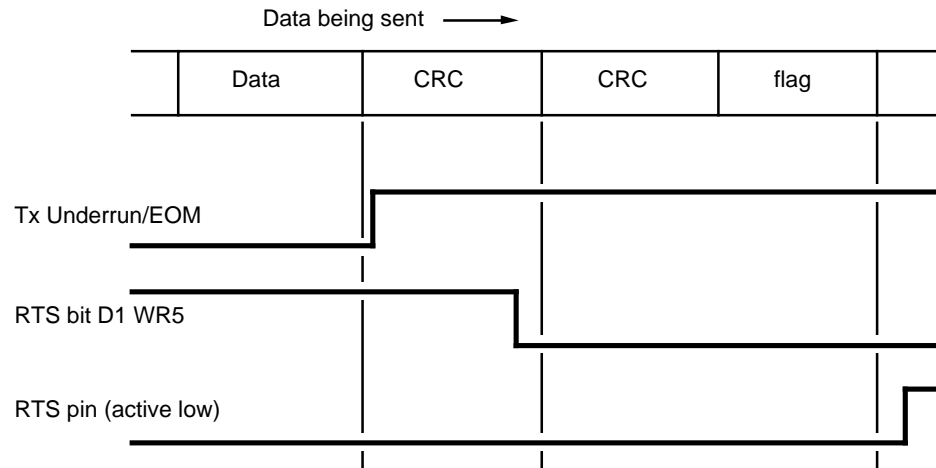 Data being sent
Data CRC CRC flag
Tx Underrun/EOM
RTS bit D1 WR5
RTS pin (active low)